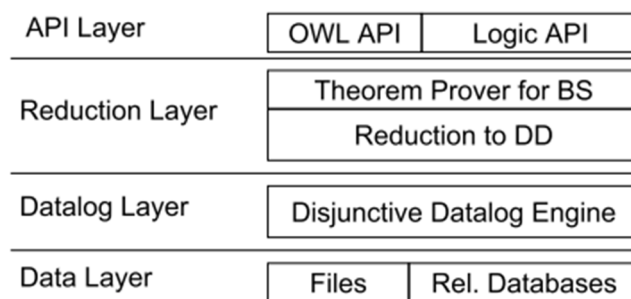 API Layer
OWL API
Logic API
Reduction Layer
Theorem Prover for BS
Reduction to DD
Datalog Layer
Disjunctive Datalog Engine
Data Layer
Files
Rel. Databases